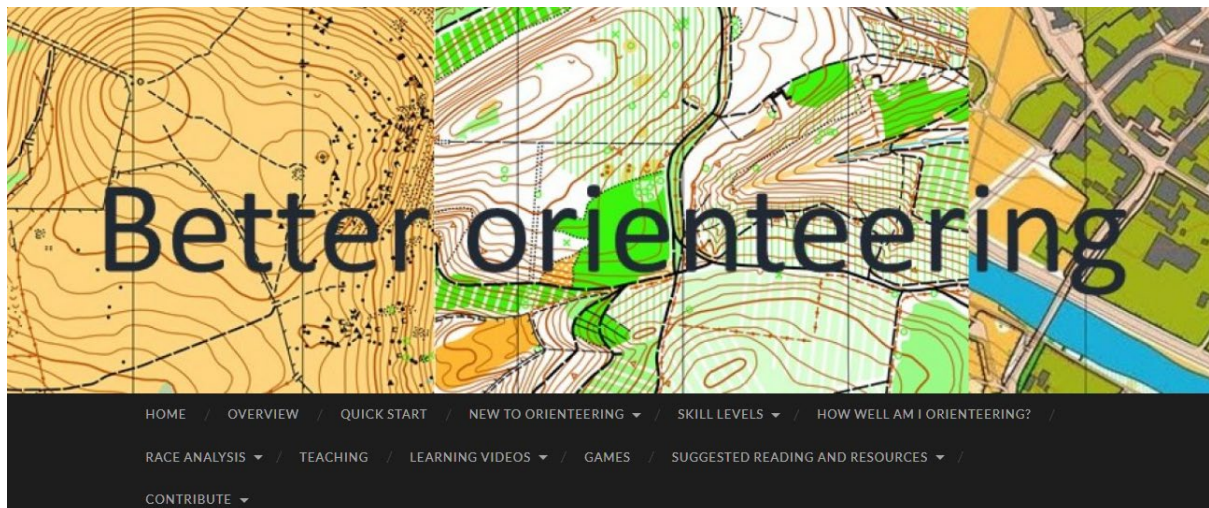 Better orienteering
HOME / OVERVIEW / QUICK START / NEW TO ORIENTEERING / SKILL LEVELS / HOW WELL AM I ORIENTEERING? /
RACE ANALYSIS / TEACHING / LEARNING VIDEOS / GAMES / SUGGESTED READING AND RESOURCES /
CONTRIBUTE